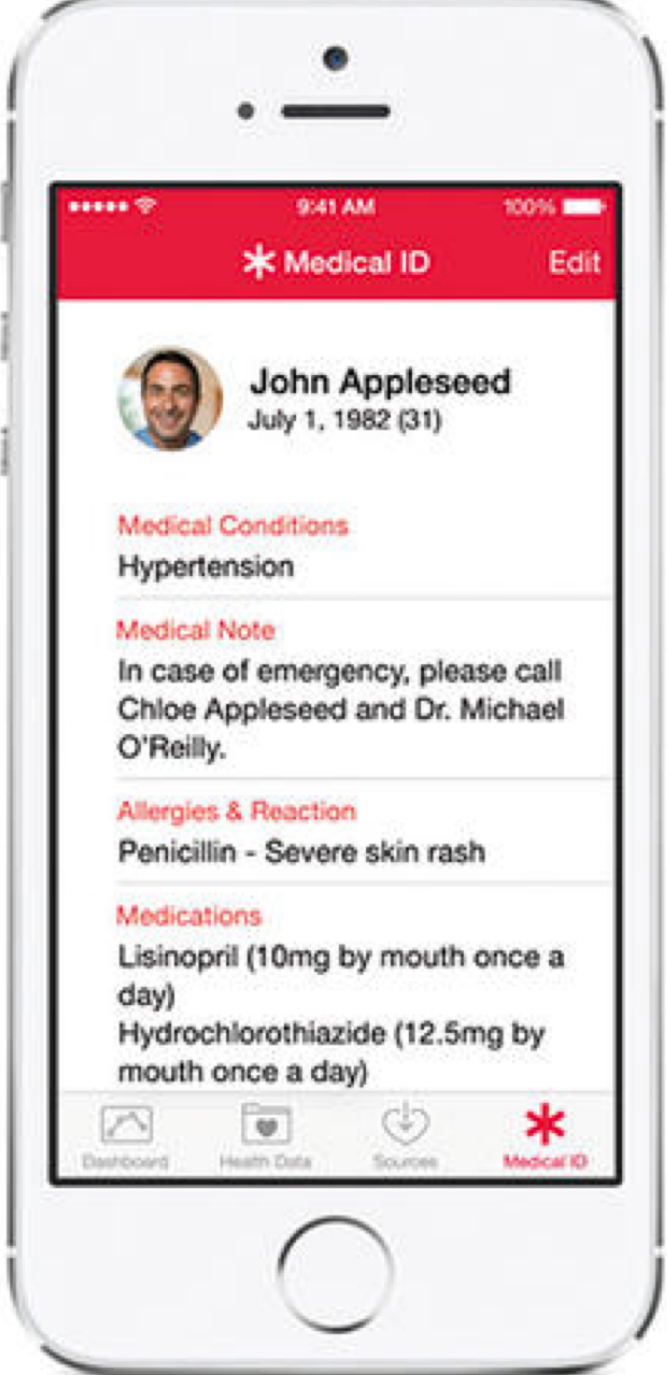 9:41 AM 100%
Medical ID Edit
John Appleseed
July 1, 1982 (31)
Medical Conditions
Hypertension
Medical Note
In case of emergency, please call
Chloe Appleseed and Dr. Michael
O'Reilly.
Allergies & Reaction
Penicillin - Severe skin rash
Medications
Lisinopril (10mg by mouth once a
day)
Hydrochlorothiazide (12.5mg by
mouth once a day)
Dashboard Health Data Sources Medical ID